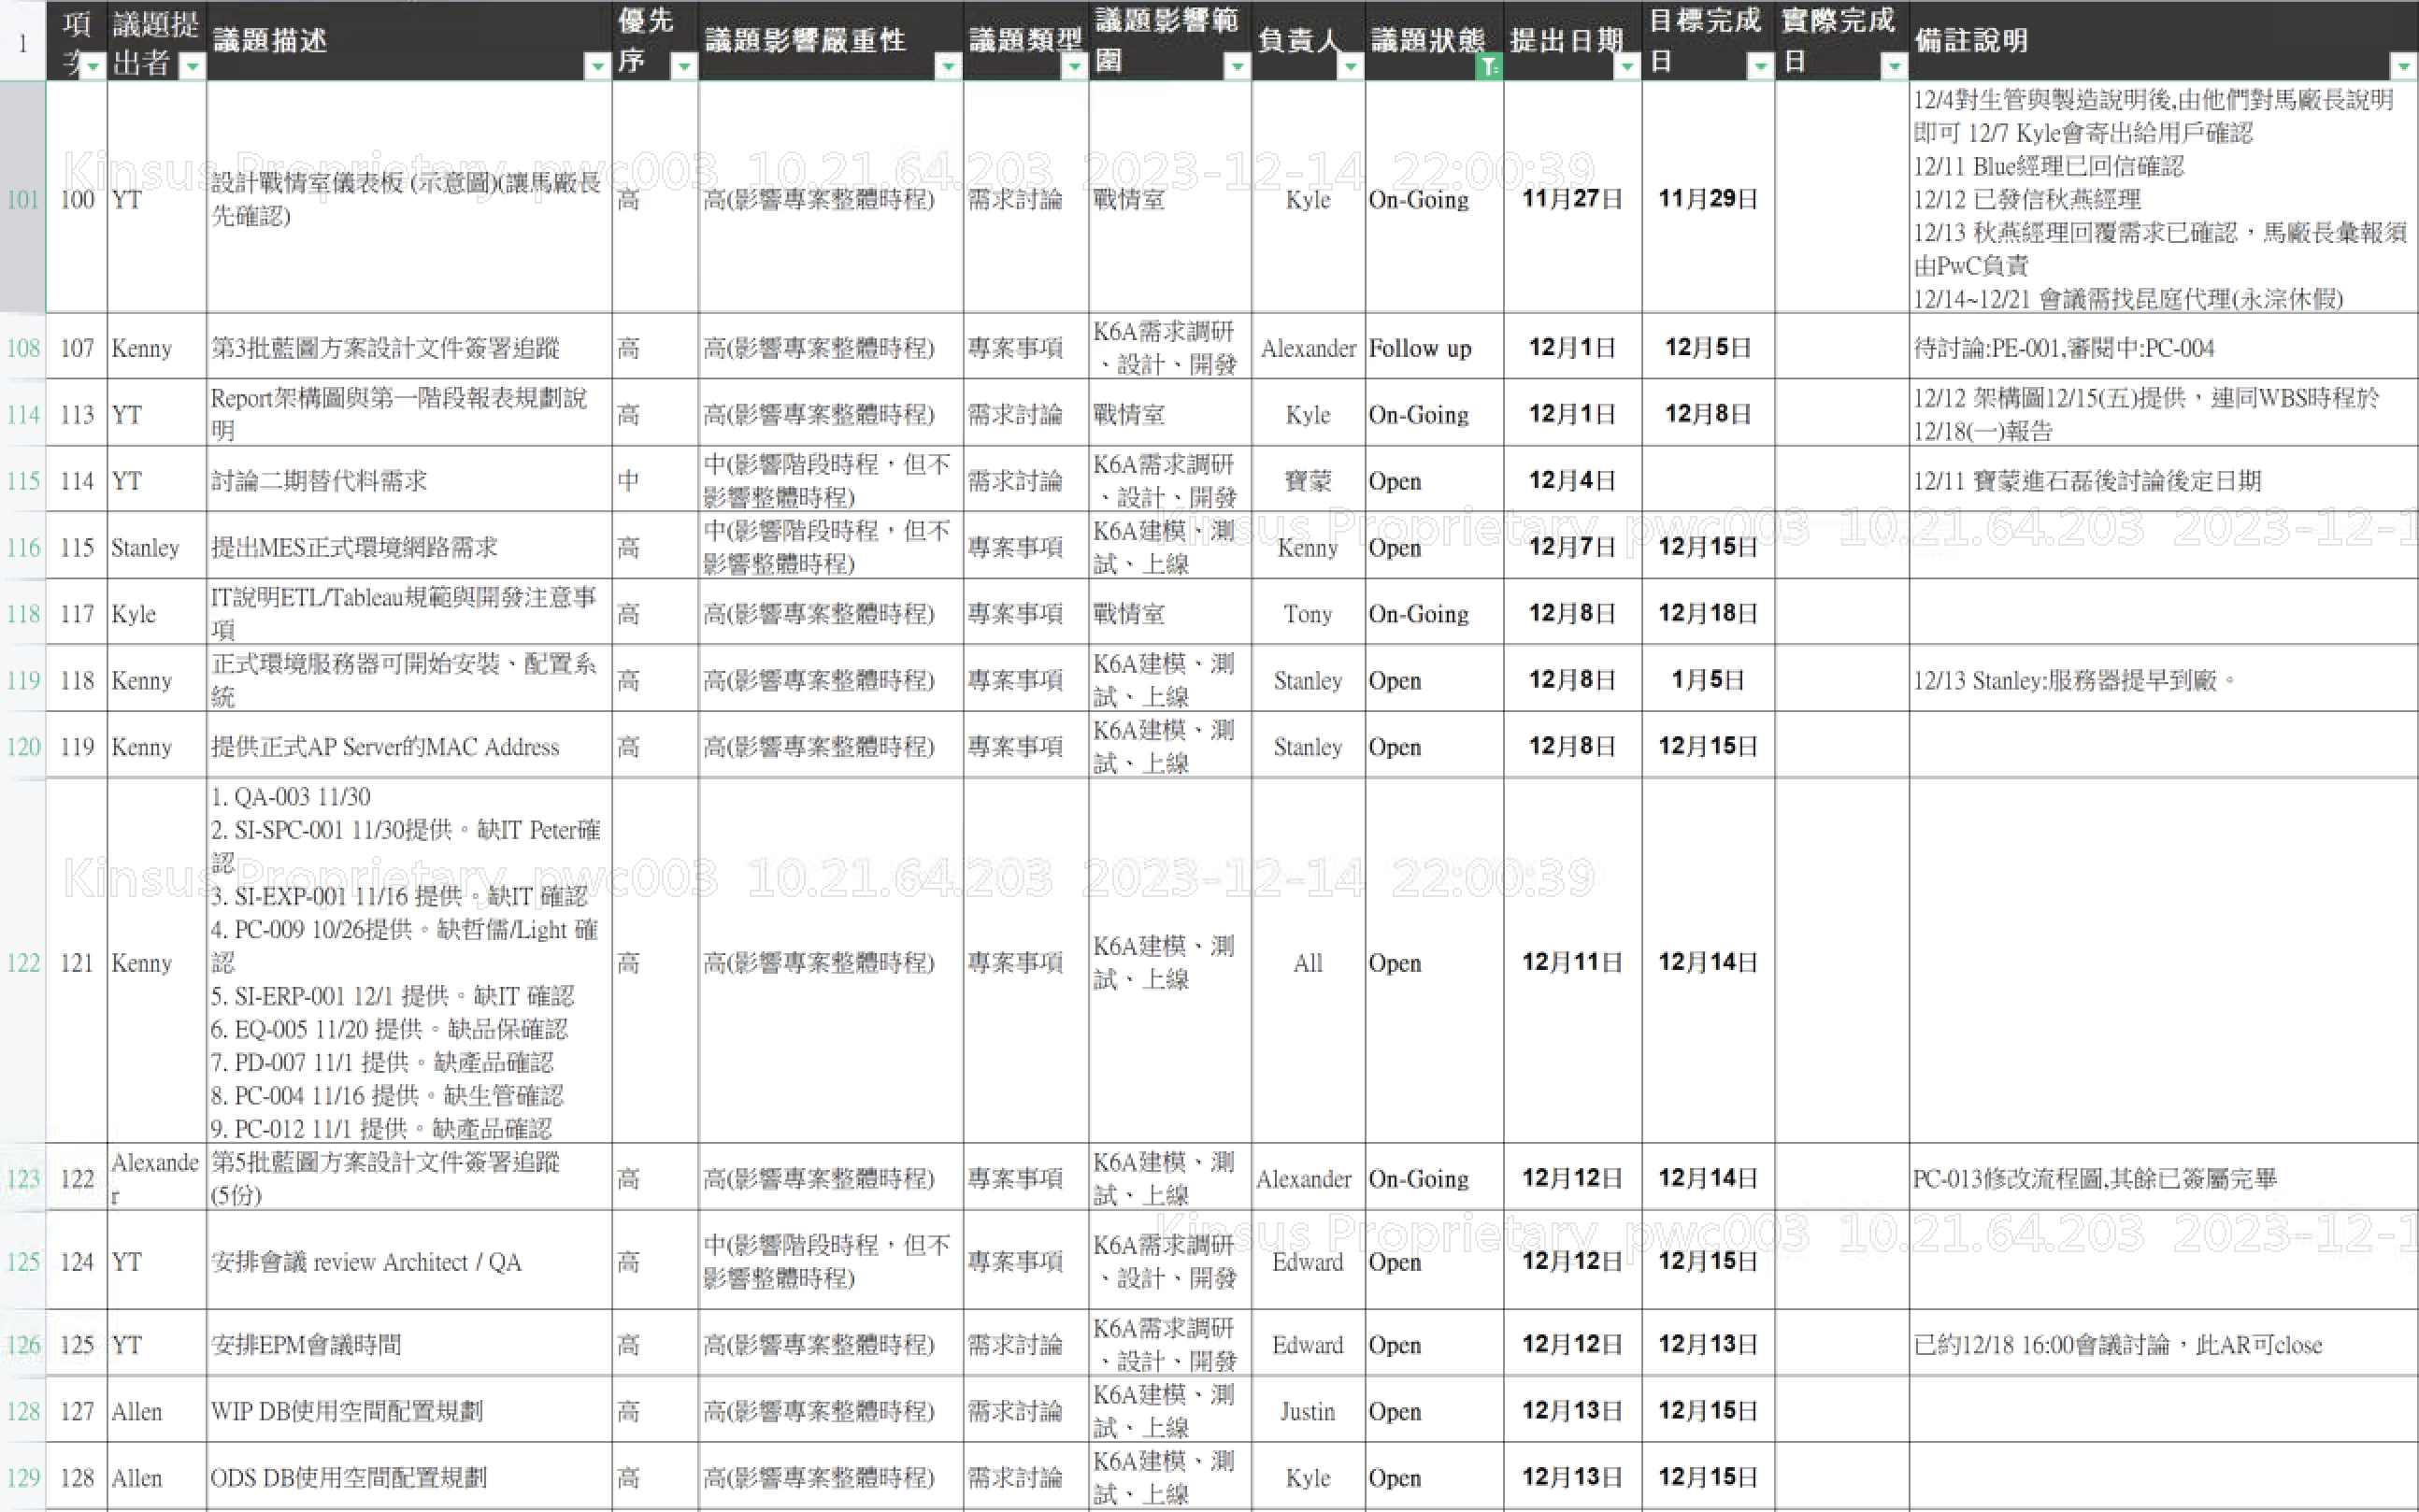 1 項次 議題提出者 議題描述 優先序 議題影響嚴重性 議題類型 議題影響範圍 負責人 議題狀態 提出日期 目標完成日 實際完成日 備註說明
101 100 YT 設計戰情室儀表板 (示意圖)(讓馬廠長先確認) 高 高(影響專案整體時程) 需求討論 戰情室 Kyle On-Going 11月27日 11月29日
12/4對生管與製造說明後,由他們對馬廠長說明
即可 12/7 Kyle會寄出給用戶確認
12/11 Blue經理已回信確認
12/12 已發信秋燕經理
12/13 秋燕經理回覆需求已確認，馬廠長彙報須
由PwC負責
12/14~12/21 會議需找昆庭代理(永淙休假)
108 107 Kenny 第3批藍圖方案設計文件簽署追蹤 高 高(影響專案整體時程) 專案事項 K6A需求調研、設計、開發 Alexander Follow up 12月1日 12月5日 待討論:PE-001,審閱中:PC-004
114 113 YT Report架構圖與第一階段報表規劃說明 高 高(影響專案整體時程) 需求討論 戰情室 Kyle On-Going 12月1日 12月8日 12/12 架構圖12/15(五)提供，連同WBS時程於12/18(一)報告
115 114 YT 討論二期替代料需求 中 中(影響階段時程，但不影響整體時程) 需求討論 K6A需求調研、設計、開發 寶蒙 Open 12月4日 12/11 寶蒙進石磊後討論後定日期
116 115 Stanley 提出MES正式環境網路需求 高 中(影響階段時程，但不影響整體時程) 專案事項 K6A建模、測試、上線 Kenny Open 12月7日 12月15日
118 117 Kyle IT說明ETL/Tableau規範與開發注意事項 高 高(影響專案整體時程) 專案事項 戰情室 Tony On-Going 12月8日 12月18日
119 118 Kenny 正式環境服務器可開始安裝、配置系統 高 高(影響專案整體時程) 專案事項 K6A建模、測試、上線 Stanley Open 12月8日 1月5日 12/13 Stanley:服務器提早到廠。
120 119 Kenny 提供正式AP Server的MAC Address 高 高(影響專案整體時程) 專案事項 K6A建模、測試、上線 Stanley Open 12月8日 12月15日
122 121 Kenny
1. QA-003 11/30
2. SI-SPC-001 11/30提供。缺IT Peter確
認
3. SI-EXP-001 11/16 提供。缺IT 確認
4. PC-009 10/26提供。缺哲儒/Light 確
認
5. SI-ERP-001 12/1 提供。缺IT 確認
6. EQ-005 11/20 提供。缺品保確認
7. PD-007 11/1 提供。缺產品確認
8. PC-004 11/16 提供。缺生管確認
9. PC-012 11/1 提供。缺產品確認
高 高(影響專案整體時程) 專案事項 K6A建模、測試、上線 All Open 12月11日 12月14日
123 122 Alexander 第5批藍圖方案設計文件簽署追蹤(5份) 高 高(影響專案整體時程) 專案事項 K6A建模、測試、上線 Alexander On-Going 12月12日 12月14日 PC-013修改流程圖,其餘已簽屬完畢
125 124 YT 安排會議 review Architect / QA 高 中(影響階段時程，但不影響整體時程) 專案事項 K6A需求調研、設計、開發 Edward Open 12月12日 12月15日
126 125 YT 安排EPM會議時間 高 高(影響專案整體時程) 需求討論 K6A需求調研、設計、開發 Edward Open 12月12日 12月13日 已約12/18 16:00會議討論，此AR可close
128 127 Allen WIP DB使用空間配置規劃 高 高(影響專案整體時程) 需求討論 K6A建模、測試、上線 Justin Open 12月13日 12月15日
129 128 Allen ODS DB使用空間配置規劃 高 高(影響專案整體時程) 需求討論 K6A建模、測試、上線 Kyle Open 12月13日 12月15日
Kinsus Proprietary pwc003 10.21.64.203 2023-12-14 22:00:39
Kinsus Proprietary pwc003 10.21.64.203 2023-12-1
Kinsus Proprietary pwc003 10.21.64.203 2023-12-14 22:00:39
Kinsus Proprietary pwc003 10.21.64.203 2023-12-1